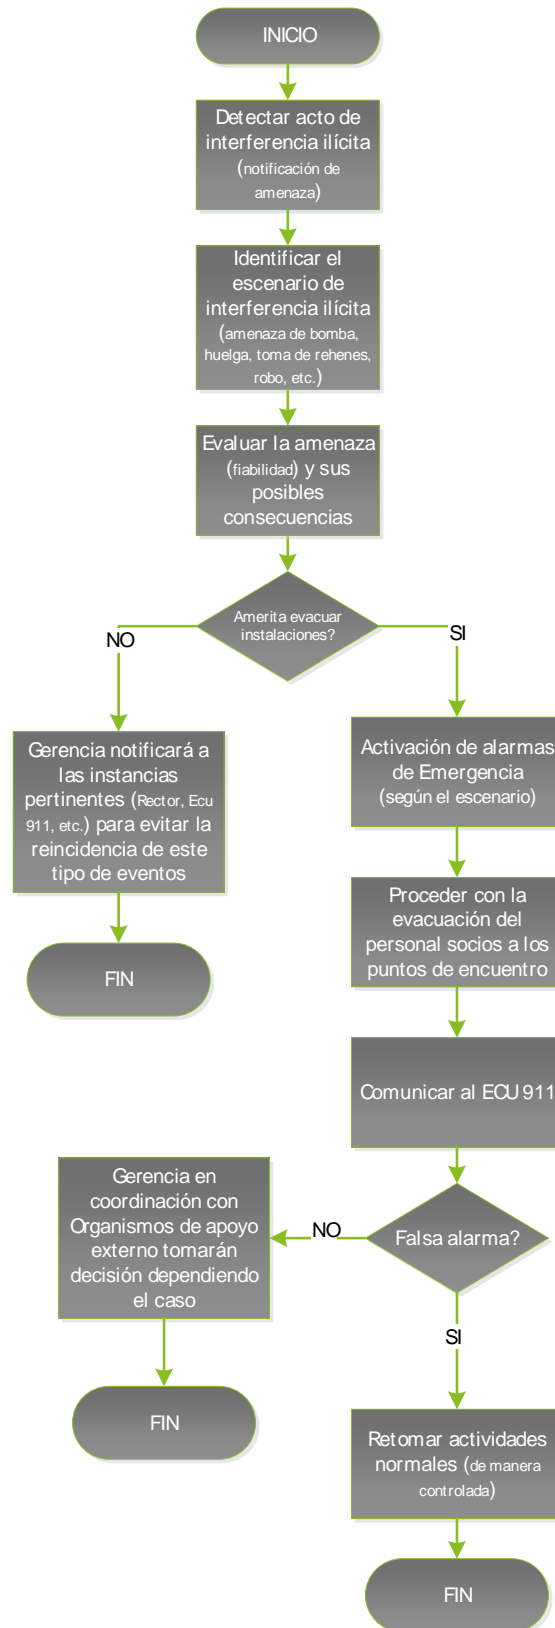 INICIO
Detectar acto de
interferencia ilícita
(notificación de
amenaza)
Identificar el
escenario de
interferencia ilícita
(amenaza de bomba,
huelga, toma de rehenes,
robo, etc.)
Evaluar la amenaza
(fiabilidad) y sus
posibles
consecuencias
Amerita evacuar
instalaciones?
NO
SI
Gerencia notificará a
las instancias
pertinentes (Rector, Ecu
911, etc.) para evitar la
reincidencia de este
tipo de eventos
FIN
Activación de alarmas
de Emergencia
(según el escenario)
Proceder con la
evacuación del
personal socios a los
puntos de encuentro
Comunicar al ECU 911
Falsa alarma?
NO
Gerencia en
coordinación con
Organismos de apoyo
externo tomarán
decisión dependiendo
el caso
FIN
SI
Retomar actividades
normales (de manera
controlada)
FIN